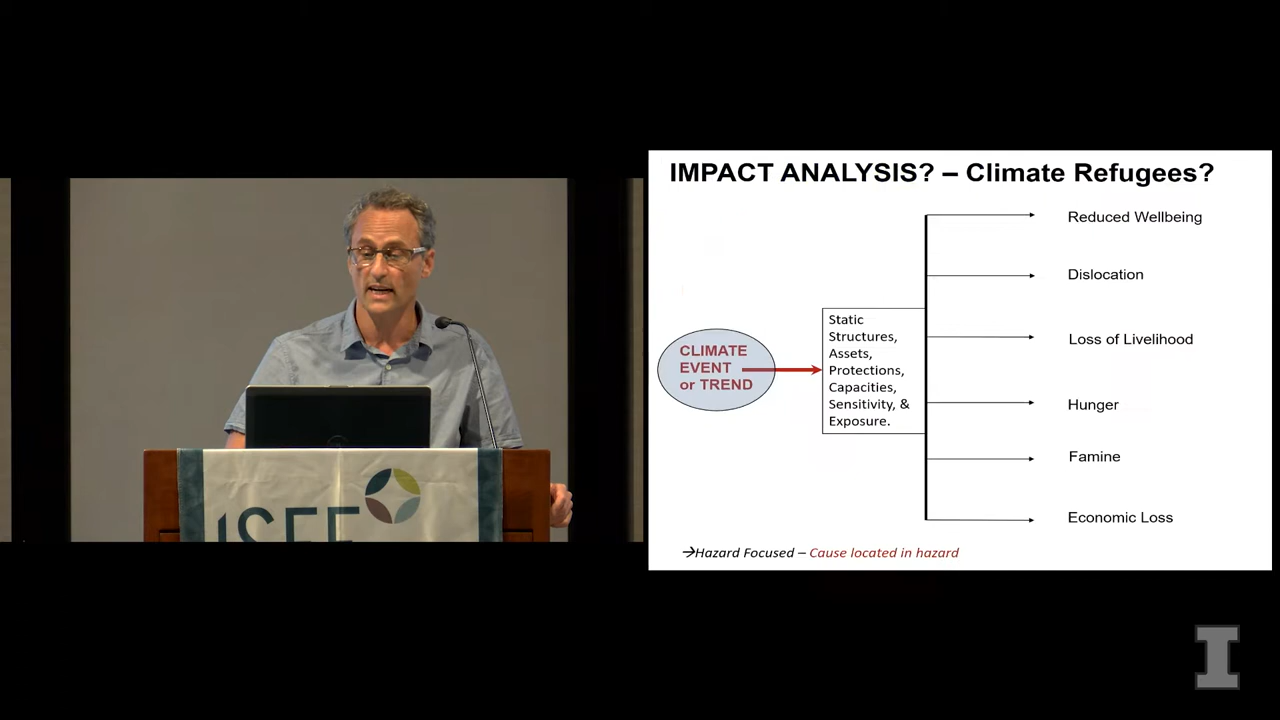 IMPACT ANALYSIS? – Climate Refugees?
CLIMATE
EVENT
or TREND
Static
Structures,
Assets,
Protections,
Capacities,
Sensitivity, &
Exposure.
Reduced Wellbeing
Dislocation
Loss of Livelihood
Hunger
Famine
Economic Loss
→Hazard Focused – Cause located in hazard
I